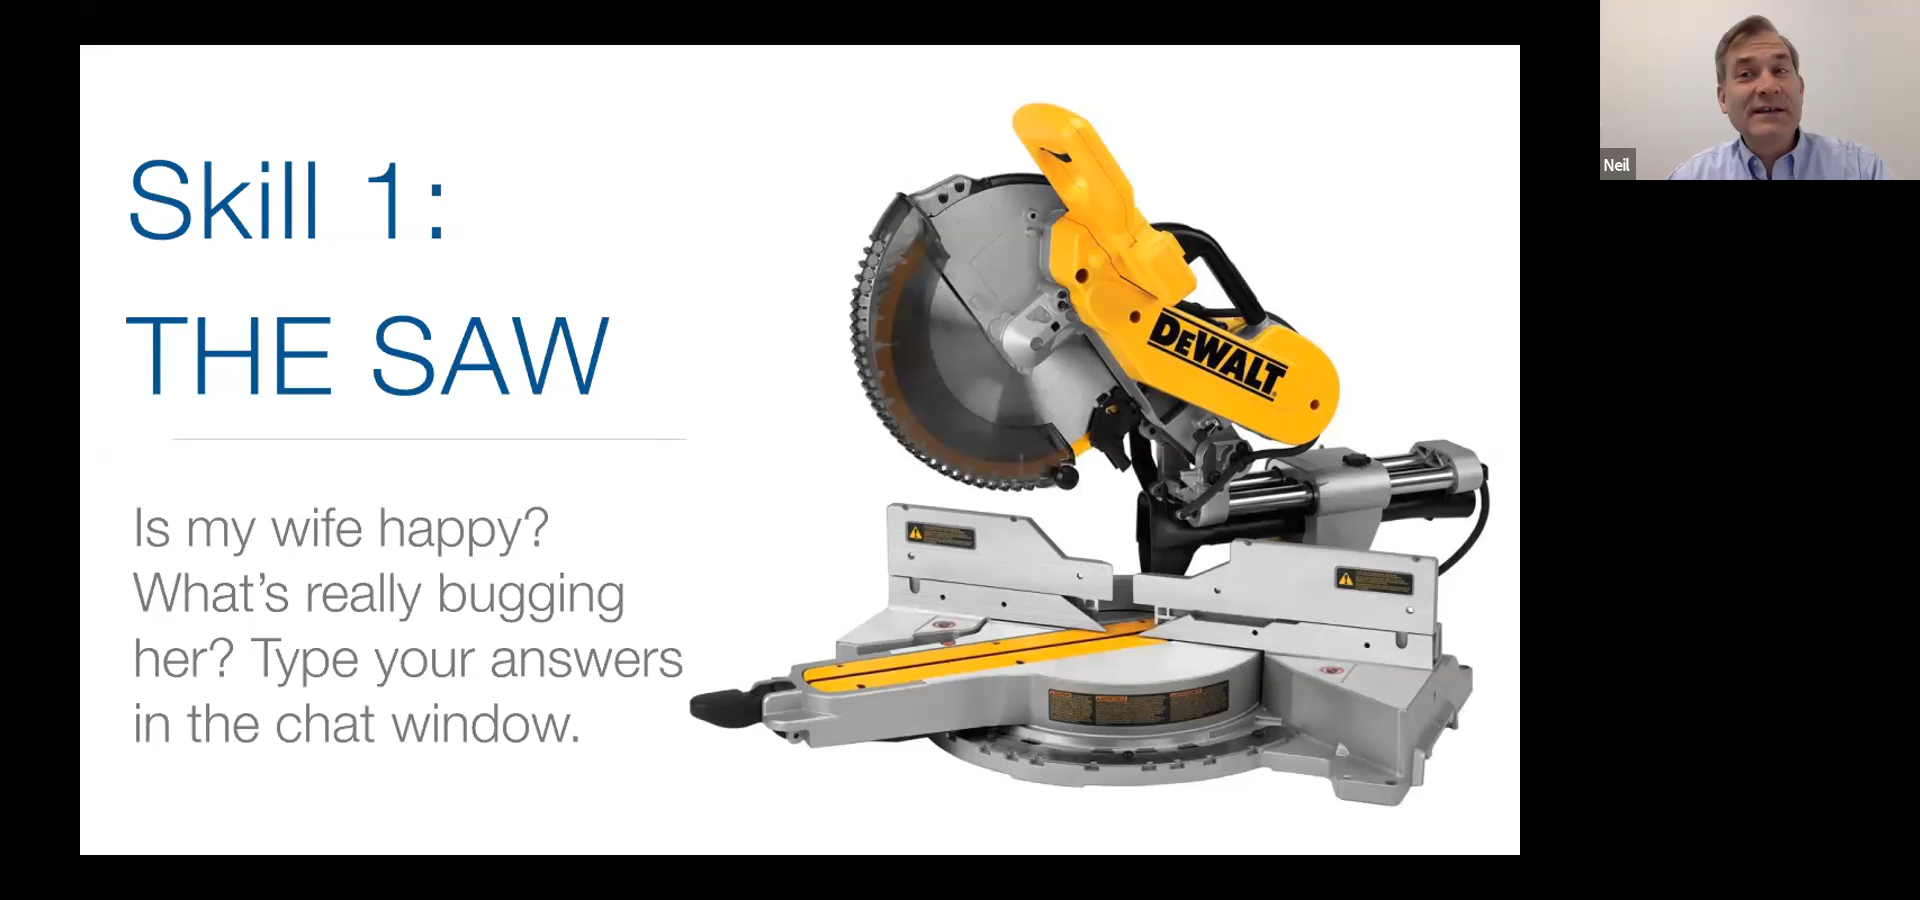 Skill 1:
THE SAW
Is my wife happy?
What's really bugging
her? Type your answers
in the chat window.
DEWALT
Neil